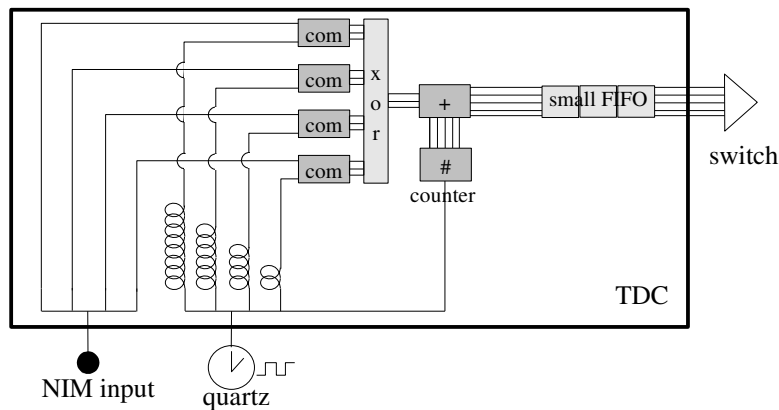 com
com
com
com
x
o
r
+
small FIFO
switch
#
counter
TDC
NIM input
quartz